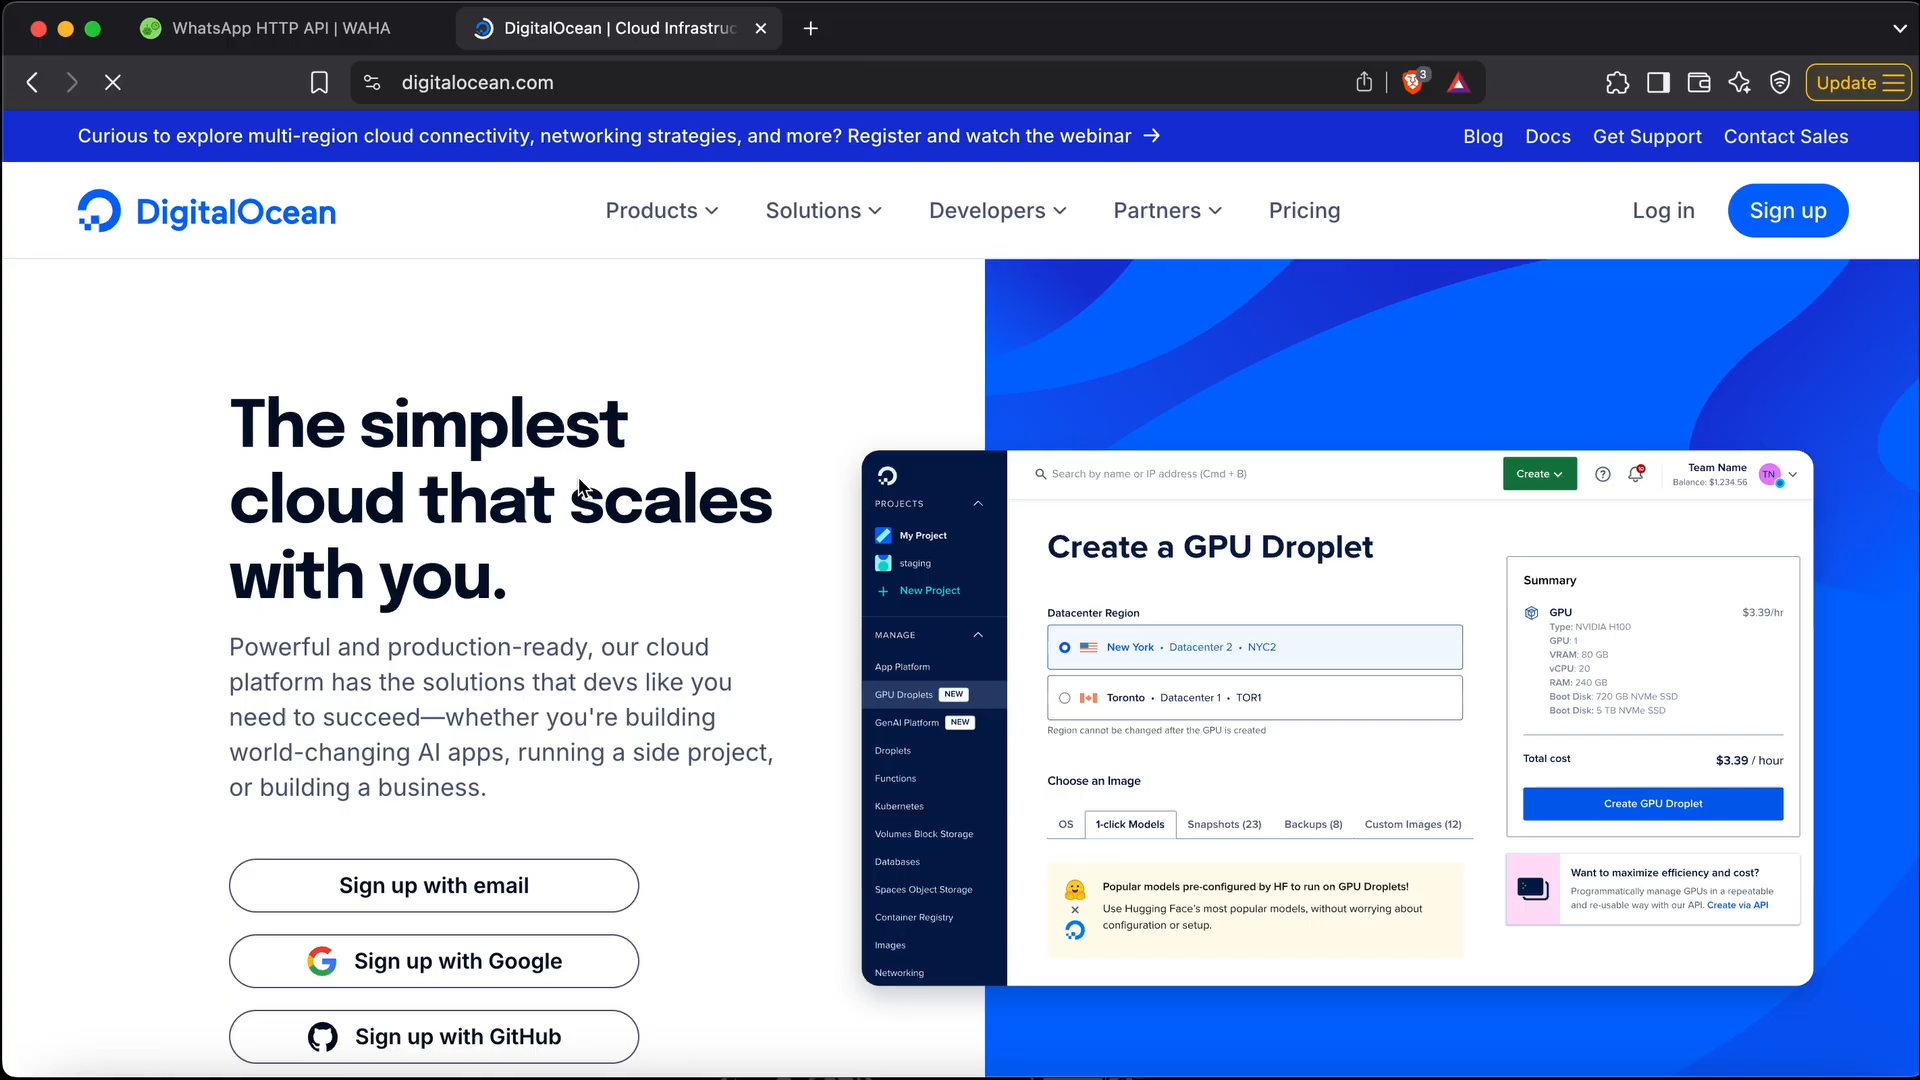 WhatsApp HTTP API | WAHA
DigitalOcean | Cloud Infrastruc
digitalocean.com
3
Update
Curious to explore multi-region cloud connectivity, networking strategies, and more? Register and watch the webinar →
Blog Docs Get Support Contact Sales
DigitalOcean
Products Solutions Developers Partners Pricing
Log in
Sign up
The simplest
cloud that scales
with you.
Powerful and production-ready, our cloud
platform has the solutions that devs like you
need to succeed—whether you're building
world-changing AI apps, running a side project,
or building a business.
Sign up with email
Sign up with Google
Sign up with GitHub
PROJECTS
My Project
staging
+ New Project
MANAGE
App Platform
GPU Droplets NEW
GenAI Platform NEW
Droplets
Functions
Kubernetes
Volumes Block Storage
Databases
Spaces Object Storage
Container Registry
Images
Networking
Search by name or IP address (Cmd + B)
Create
?
10
Team Name
Balance: $1,234.56
TN
Create a GPU Droplet
Datacenter Region
New York • Datacenter 2 • NYC2
Toronto • Datacenter 1 • TOR1
Region cannot be changed after the GPU is created
Choose an Image
OS 1-click Models Snapshots (23) Backups (8) Custom Images (12)
Popular models pre-configured by HF to run on GPU Droplets!
Use Hugging Face's most popular models, without worrying about
configuration or setup.
Summary
GPU $3.39/hr
Type: NVIDIA H100
GPU: 1
VRAM: 80 GB
vCPU: 20
RAM: 240 GB
Boot Disk: 720 GB NVMe SSD
Boot Disk: 5 TB NVMe SSD
Total cost $3.39 / hour
Create GPU Droplet
Want to maximize efficiency and cost?
Programmatically manage GPUs in a repeatable
and re-usable way with our API. Create via API